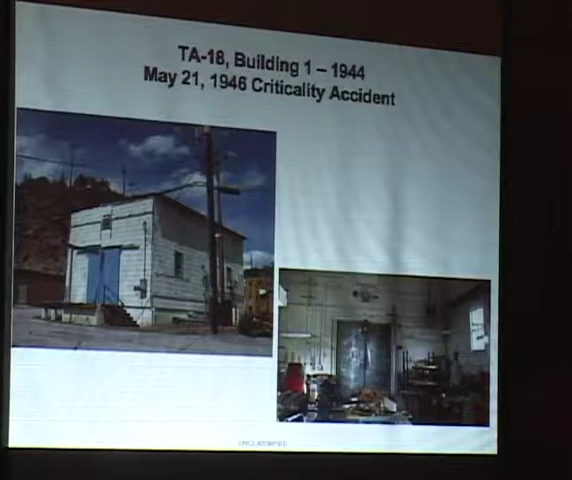 TA-18, Building 1 – 1944
May 21, 1946 Criticality Accident